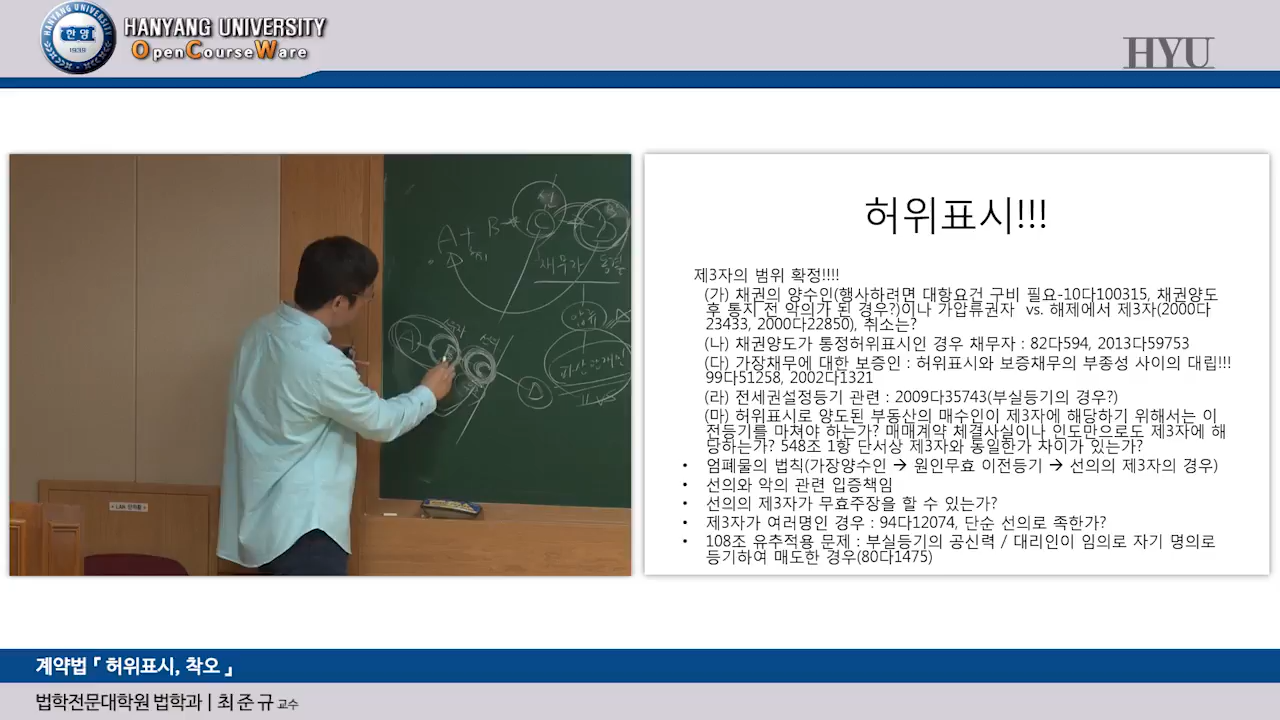 HANYANG UNIVERSITY
OpenCourseWare
HANYANG UNIVERSITY
한양
1939
HYU
A
B
C
D
채무자
허위표시!!!
제3자의 범위 확정!!!!
(가) 채권의 양수인(행사하려면 대항요건 구비 필요-10다100315, 채권양도
후 통지 전 악의가 된 경우?)이나 가압류권자 vs. 해제에서 제3자(2000다
23433, 2000다22850), 취소는?
(나) 채권양도가 통정허위표시인 경우 채무자 : 82다594, 2013다59753
(다) 가장채무에 대한 보증인 : 허위표시와 보증채무의 부종성 사이의 대립!!!
99다51258, 2002다1321
(라) 전세권설정등기 관련 : 2009다35743(부실등기의 경우?)
(마) 허위표시로 양도된 부동산의 매수인이 제3자에 해당하기 위해서는 이
전등기를 마쳐야 하는가? 매매계약 체결사실이나 인도만으로도 제3자에 해
당하는가? 548조 1항 단서상 제3자와 동일한가 차이가 있는가?
• 엄폐물의 법칙(가장양수인 → 원인무효 이전등기 → 선의의 제3자의 경우)
• 선의와 악의 관련 입증책임
• 선의의 제3자가 무효주장을 할 수 있는가?
• 제3자가 여러명인 경우 : 94다12074, 단순 선의로 족한가?
• 108조 유추적용 문제 : 부실등기의 공신력 / 대리인이 임의로 자기 명의로
등기하여 매도한 경우(80다1475)
계약법 「 허위표시, 착오 」
법학전문대학원 법학과 | 최 준 규 교수